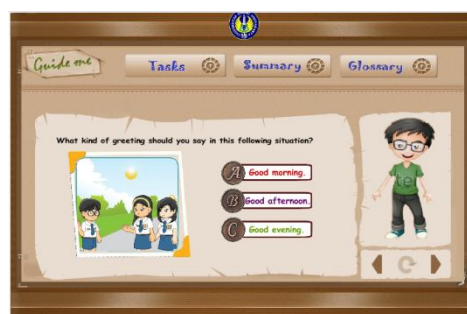 Guide me
Tasks
Summary
Glossary
What kind of greeting should you say in this following situation?
A Good morning.
B Good afternoon.
C Good evening.